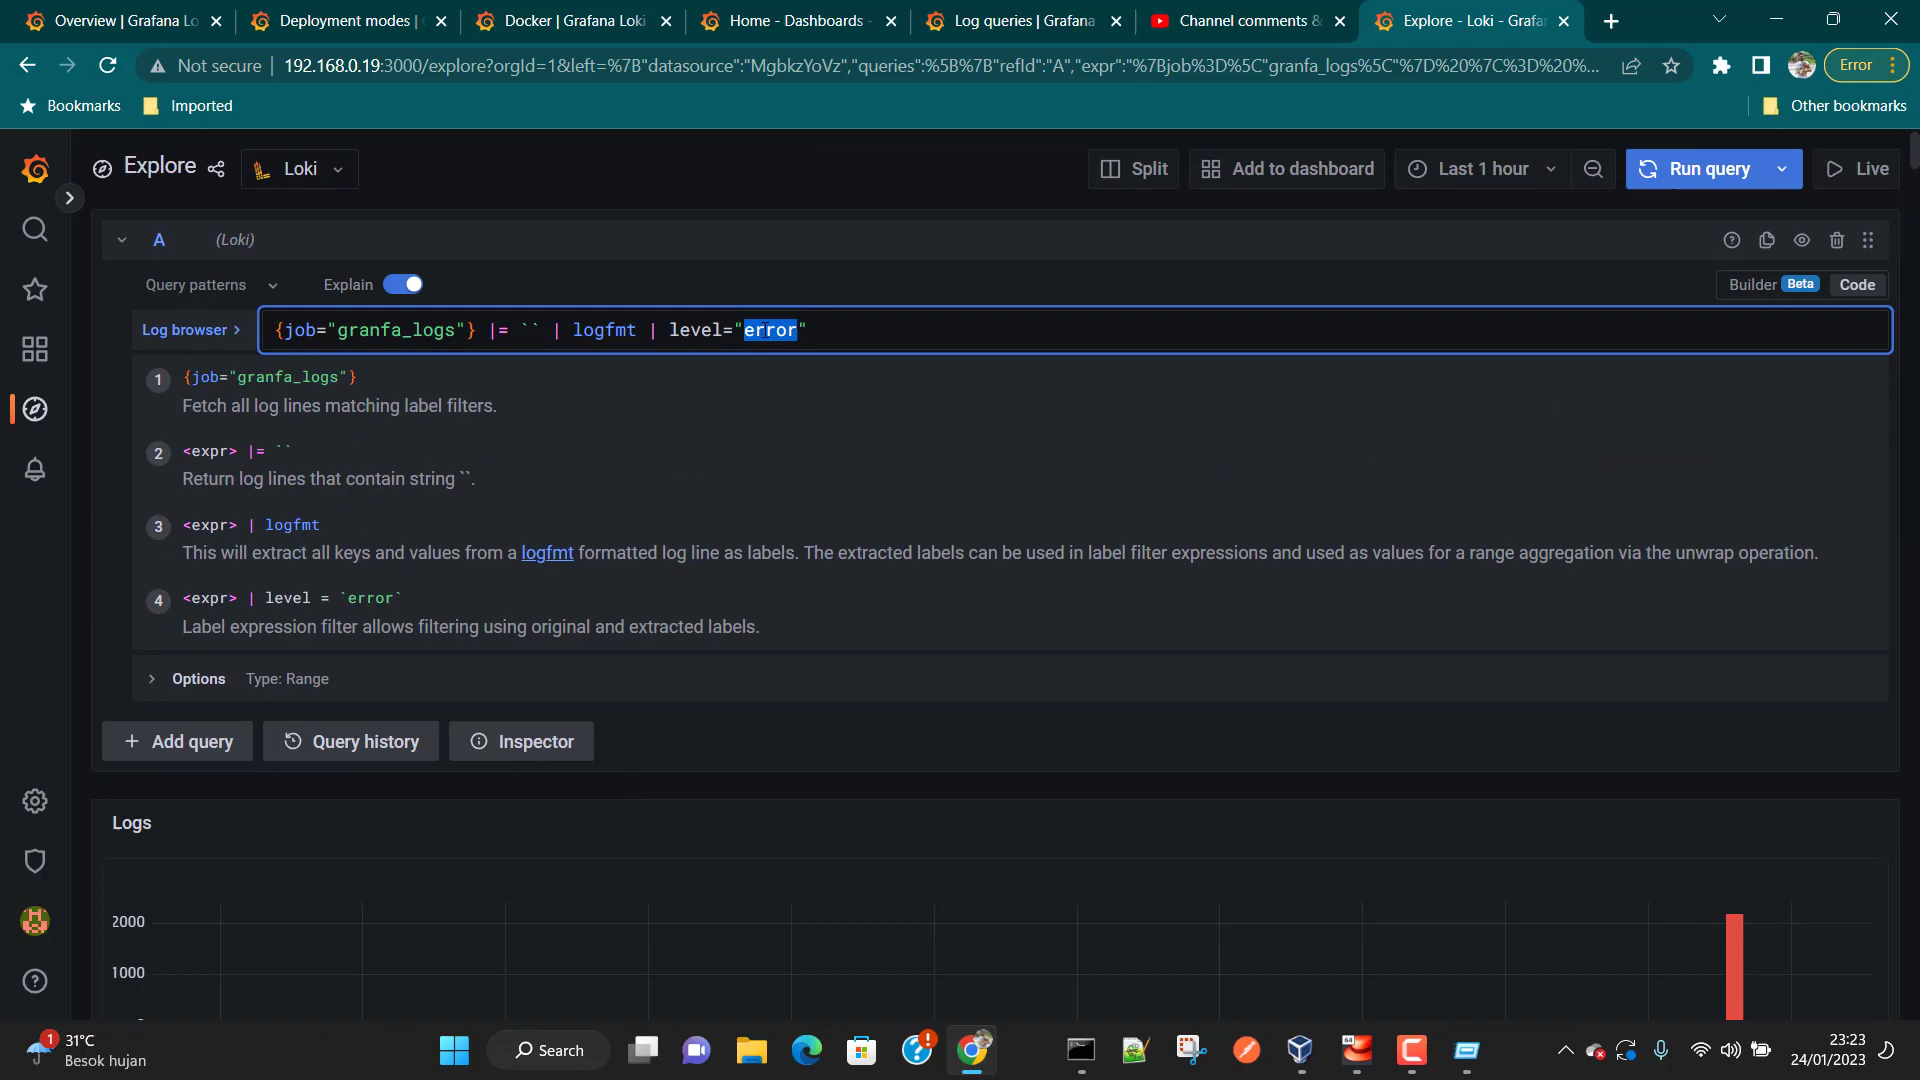 Overview | Grafana Lo
Deployment modes |
Docker | Grafana Loki
Home - Dashboards -
Log queries | Grafana
Channel comments &
Explore - Loki - Grafan
Not secure
192.168.0.19:3000/explore?orgId=1&left=%7B"datasource":"MgbkzYoVz","queries":%5B%7B"refId":"A","expr":"%7Bjob%3D%5C"granfa_logs%5C"%7D%20%7C%3D%20%...
Error
Bookmarks
Imported
Other bookmarks
Explore
Loki
Split
Add to dashboard
Last 1 hour
Run query
Live
A
(Loki)
Query patterns
Explain
Builder
Beta
Code
Log browser >
{job="granfa_logs"} |= `` | logfmt | level="error"
1
{job="granfa_logs"}
Fetch all log lines matching label filters.
2
<expr> |= ``
Return log lines that contain string ``.
3
<expr> | logfmt
This will extract all keys and values from a logfmt formatted log line as labels. The extracted labels can be used in label filter expressions and used as values for a range aggregation via the unwrap operation.
4
<expr> | level = `error`
Label expression filter allows filtering using original and extracted labels.
Options
Type: Range
+ Add query
Query history
Inspector
Logs
2000
1000
1
31°C
Besok hujan
Search
64
23:23
24/01/2023